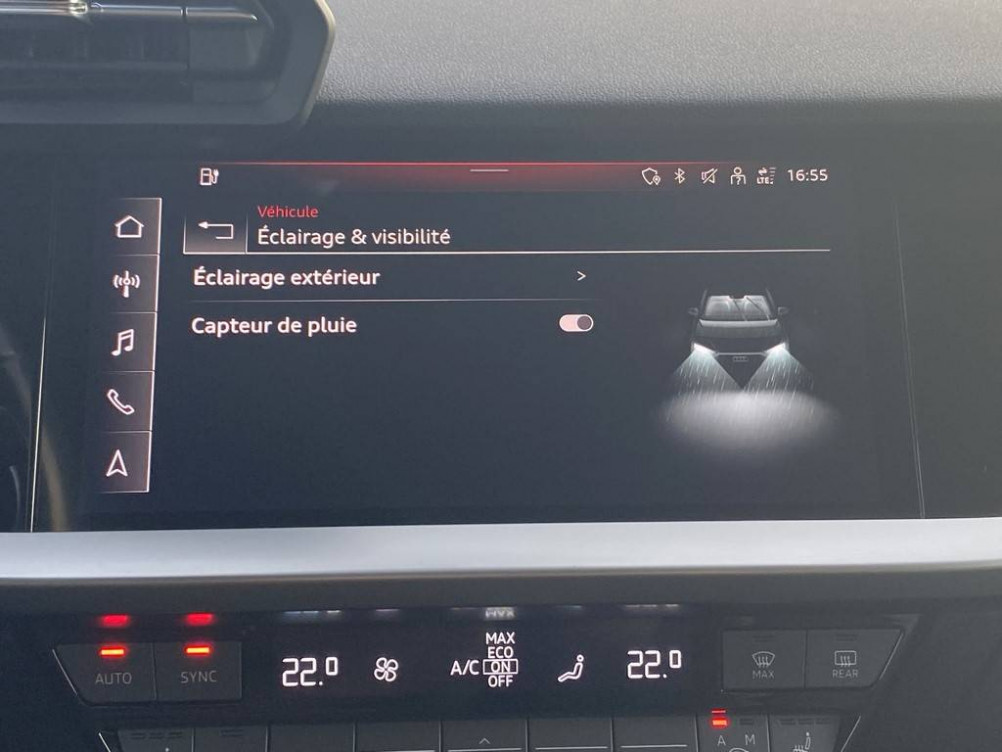 LTE
16:55
Véhicule
Éclairage & visibilité
Éclairage extérieur >
Capteur de pluie
MAX
ECO
A/C ON
OFF
22.0
22.0
AUTO
SYNC
MAX
REAR
A M